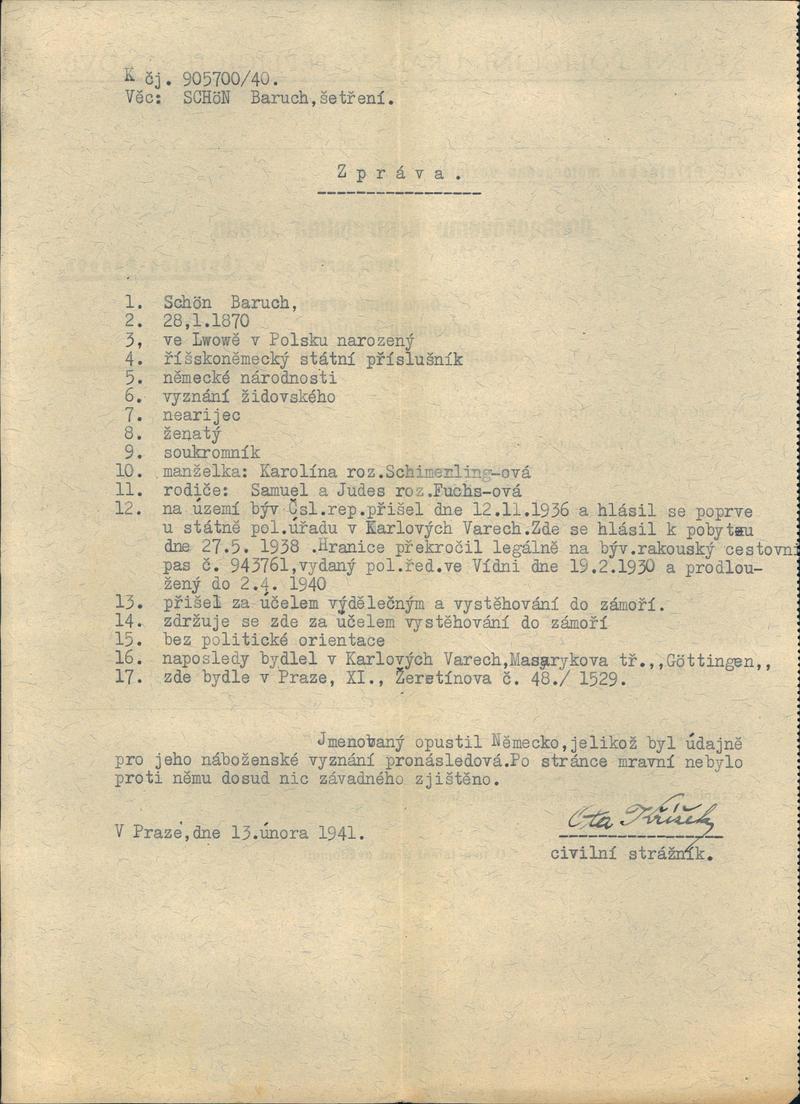 K čj. 905700/40.
Věc: SCHöN Baruch,šetření.
Zpráva.
1. Schön Baruch,
2. 28,1.1870
3, ve Lwowě v Polsku narozený
4. říšskoněmecký státní příslušník
5. německé národnosti
6. vyznání židovského
7. nearijec
8. ženatý
9. soukromník
10. manželka: Karolína roz.Schimerling-ová
11. rodiče: Samuel a Judes roz.Fuchs-ová
12. na území býv Čsl.rep.přišel dne 12.11.1936 a hlásil se poprve
u státně pol.úřadu v Karlových Varech.Zde se hlásil k pobytu
dne 27.5. 1938 .Hranice překročil legálně na býv.rakouský cestovní
pas č. 943761,vydaný pol.řed.ve Vídni dne 19.2.1930 a prodlou-
žený do 2.4. 1940
13. přišel za účelem výdělečným a vystěhování do zámoří.
14. zdržuje se zde za účelem vystěhování do zámoří
15. bez politické orientace
16. naposledy bydlel v Karlových Varech,Masarykova tř.,,Göttingen,,
17. zde bydle v Praze, XI., Žerotínova č. 48./ 1529.
Jmenovaný opustil Německo,jelikož byl údajně
pro jeho náboženské vyznání pronásledová.Po stránce mravní nebylo
proti němu dosud nic závadného zjištěno.
V Praze,dne 13.února 1941.
Ota
civilní strážník.